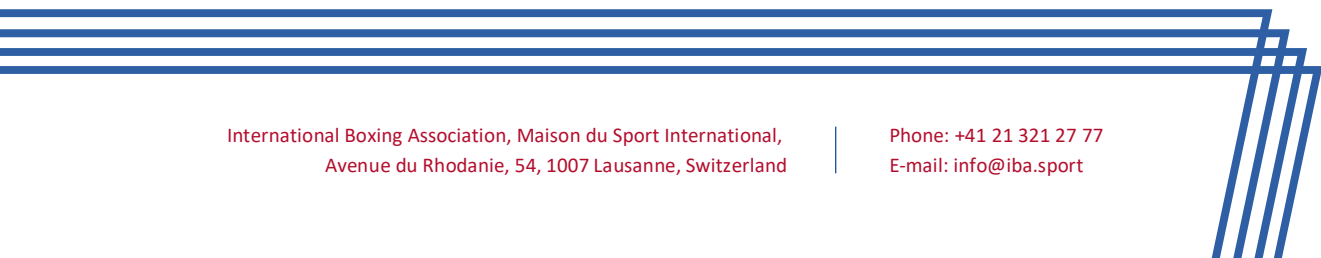 International Boxing Association, Maison du Sport International,
Avenue du Rhodanie, 54, 1007 Lausanne, Switzerland
Phone: +41 21 321 27 77
E-mail: info@iba.sport